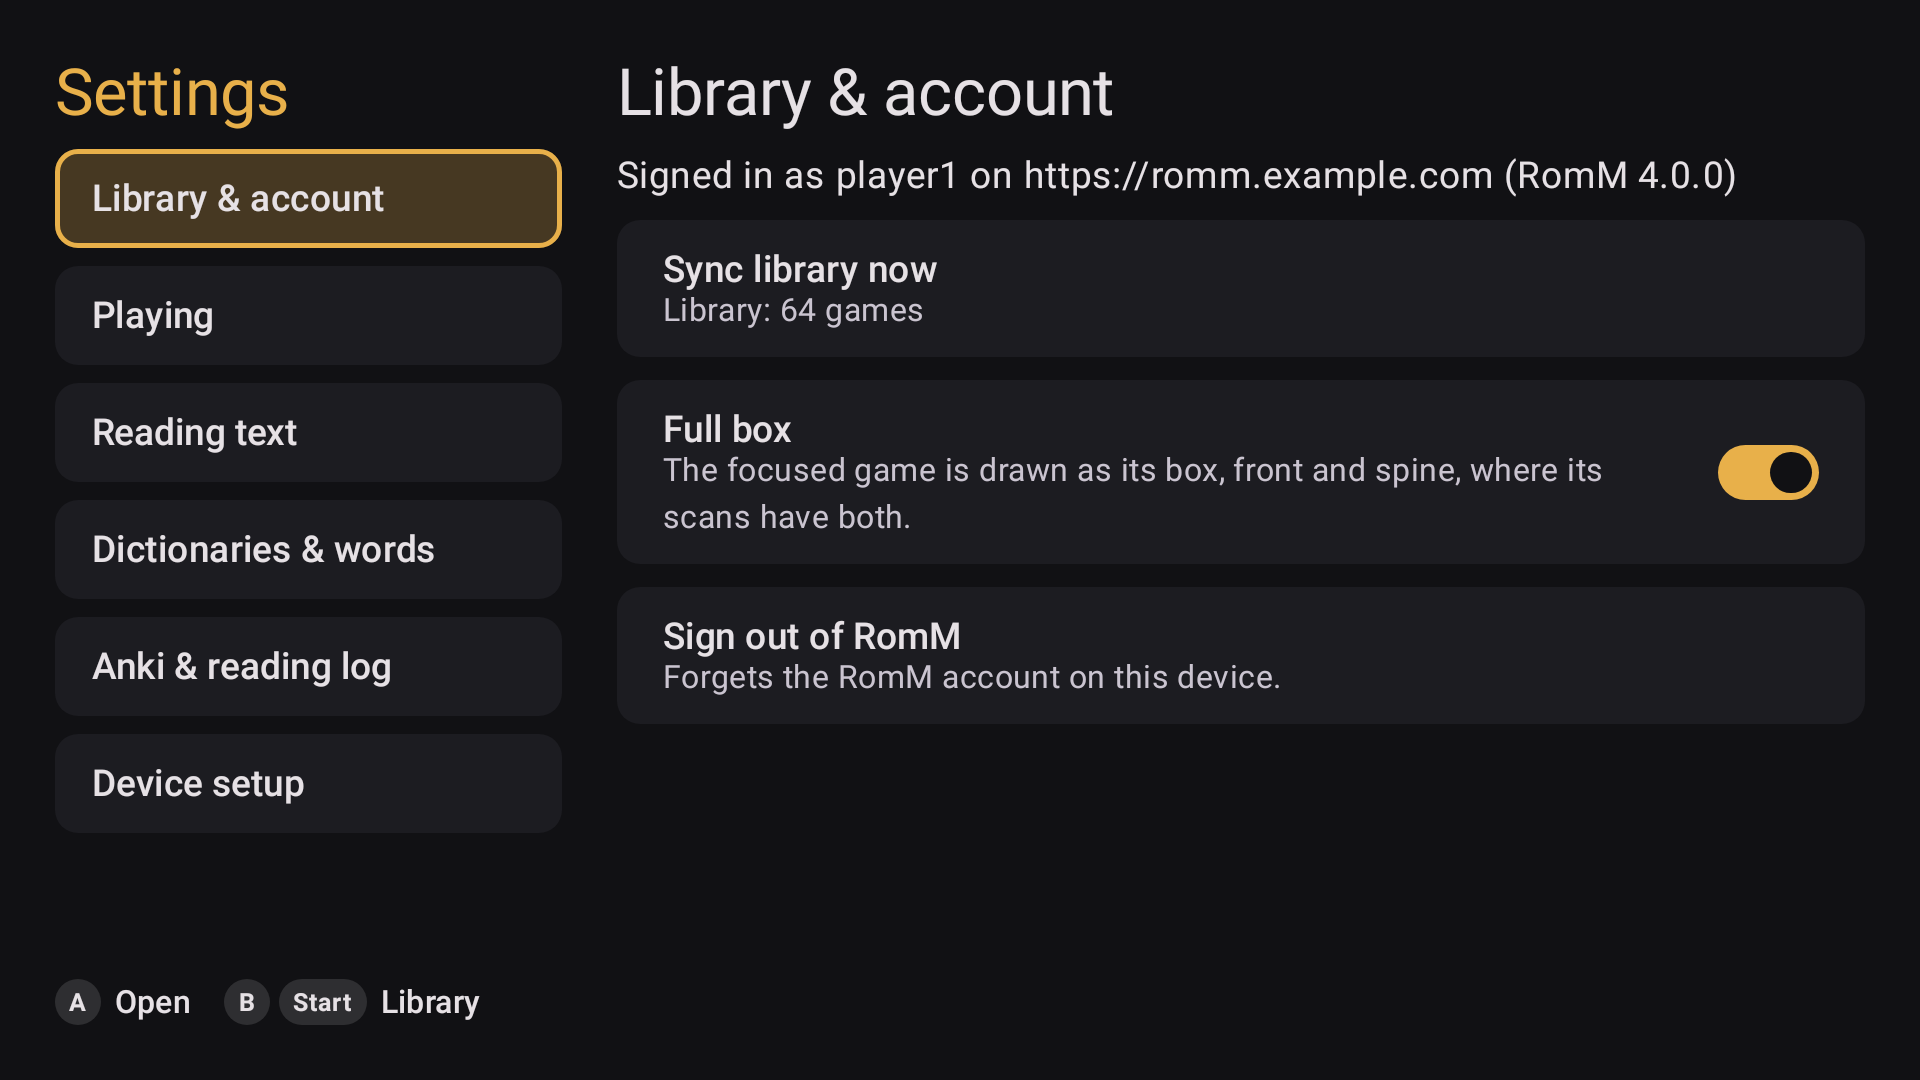 Settings
Library & account
Playing
Reading text
Dictionaries & words
Anki & reading log
Device setup
Library & account
Signed in as player1 on https://romm.example.com (RomM 4.0.0)
Sync library now
Library: 64 games
Full box
The focused game is drawn as its box, front and spine, where its
scans have both.
Sign out of RomM
Forgets the RomM account on this device.
A Open B Start Library